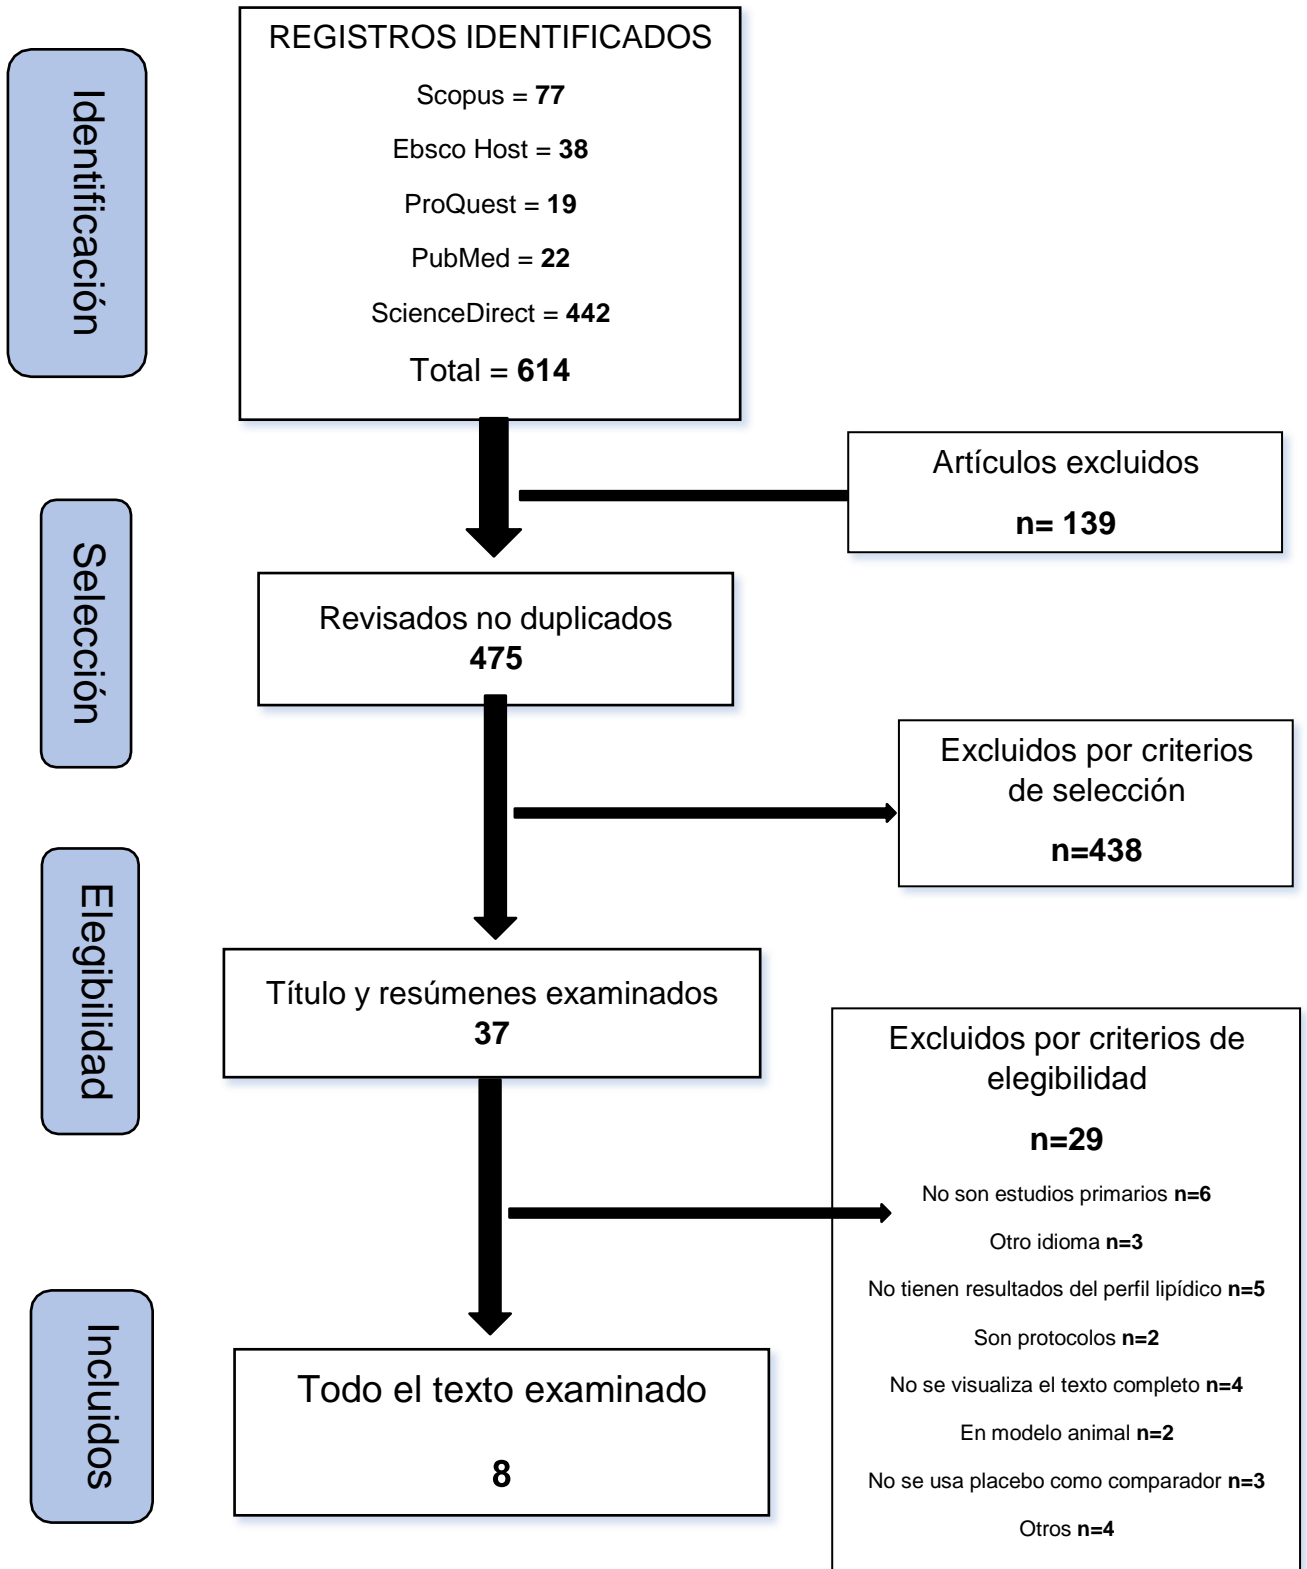 Identificación
REGISTROS IDENTIFICADOS
Scopus = 77
Ebsco Host = 38
ProQuest = 19
PubMed = 22
ScienceDirect = 442
Total = 614
Artículos excluidos
n= 139
Selección
Revisados no duplicados
475
Excluidos por criterios
de selección
n=438
Elegibilidad
Título y resúmenes examinados
37
Excluidos por criterios de
elegibilidad
n=29
No son estudios primarios n=6
Otro idioma n=3
No tienen resultados del perfil lipídico n=5
Son protocolos n=2
No se visualiza el texto completo n=4
En modelo animal n=2
No se usa placebo como comparador n=3
Otros n=4
Incluidos
Todo el texto examinado
8